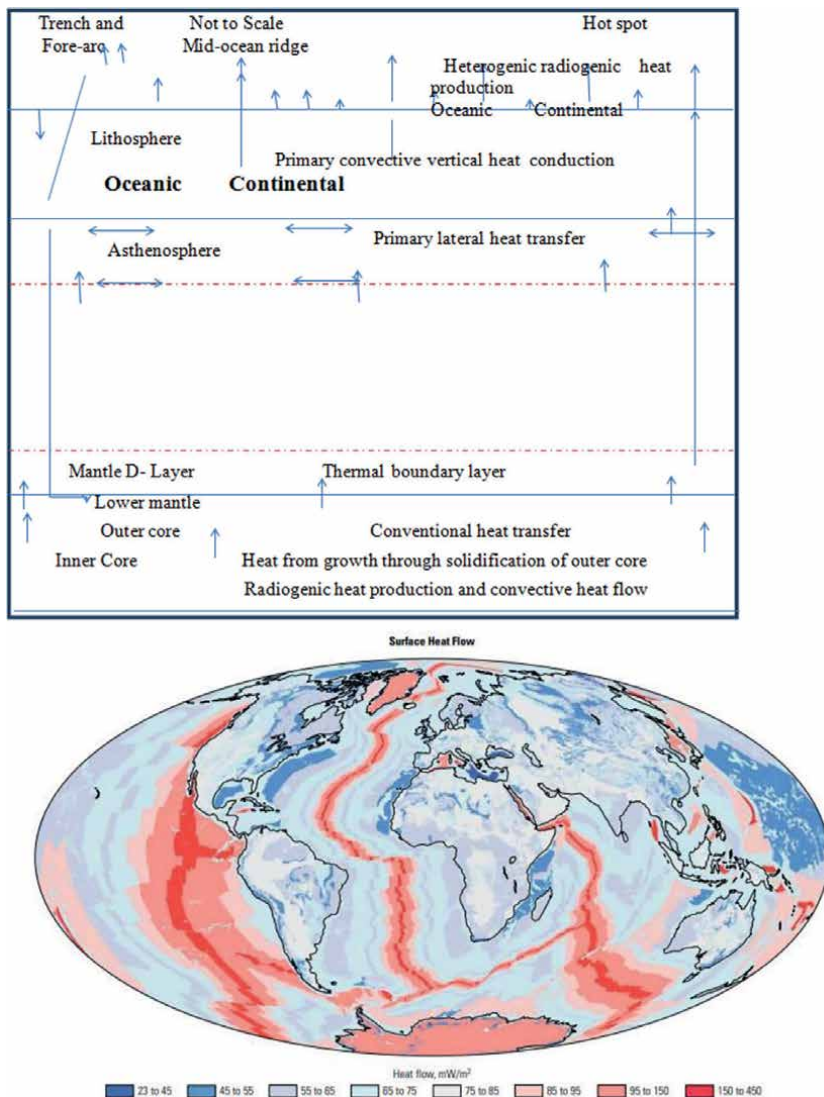 Trench and Not to Scale Hot spot
Fore-arc Mid-ocean ridge
Heterogenic radiogenic heat
production
Oceanic Continental
Lithosphere
Primary convective vertical heat conduction
Oceanic Continental
Primary lateral heat transfer
Asthenosphere
Mantle D- Layer Thermal boundary layer
Lower mantle
Outer core Conventional heat transfer
Inner Core Heat from growth through solidification of outer core
Radiogenic heat production and convective heat flow
Surface Heat Flow
Heat flow, mW/m²
23 to 45 45 to 55 55 to 65 65 to 75 75 to 85 85 to 95 95 to 150 150 to 450